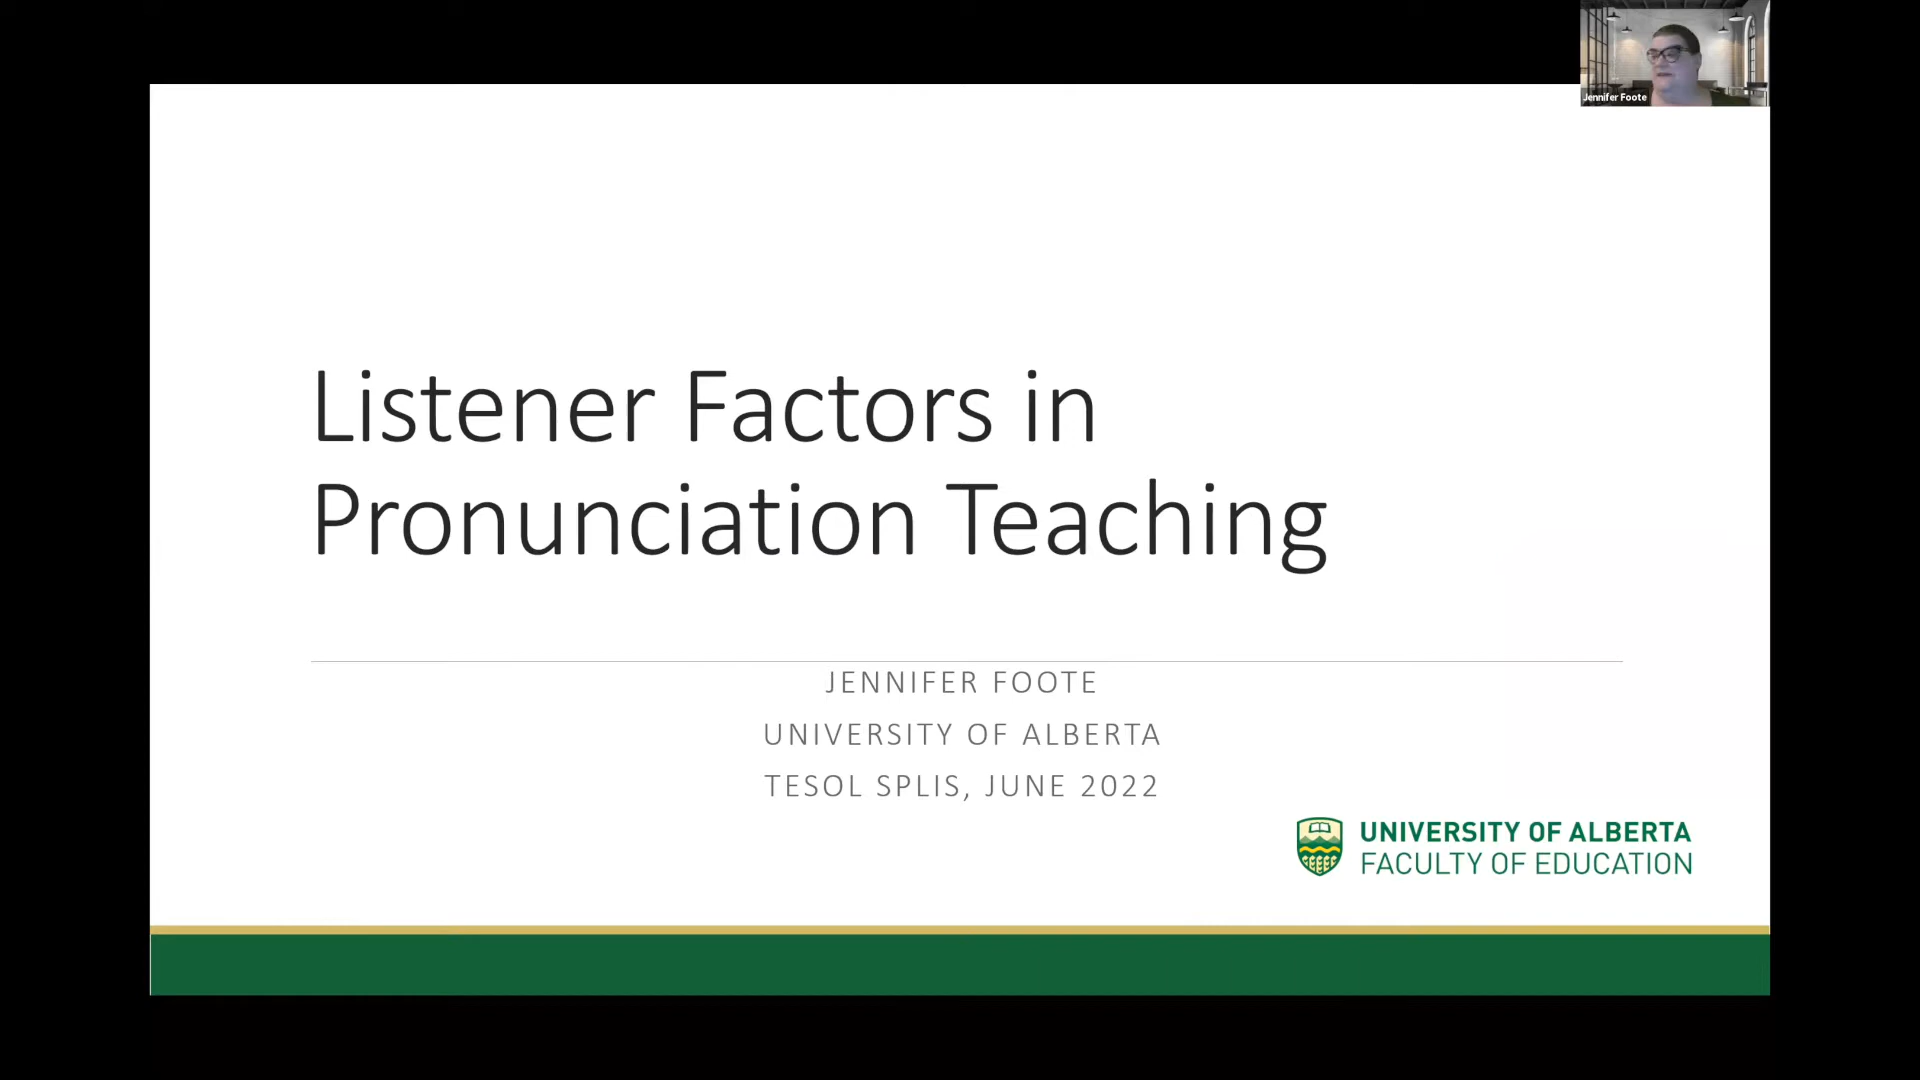 Jennifer Foote
Listener Factors in
Pronunciation Teaching
JENNIFER FOOTE
UNIVERSITY OF ALBERTA
TESOL SPLIS, JUNE 2022
UNIVERSITY OF ALBERTA
FACULTY OF EDUCATION